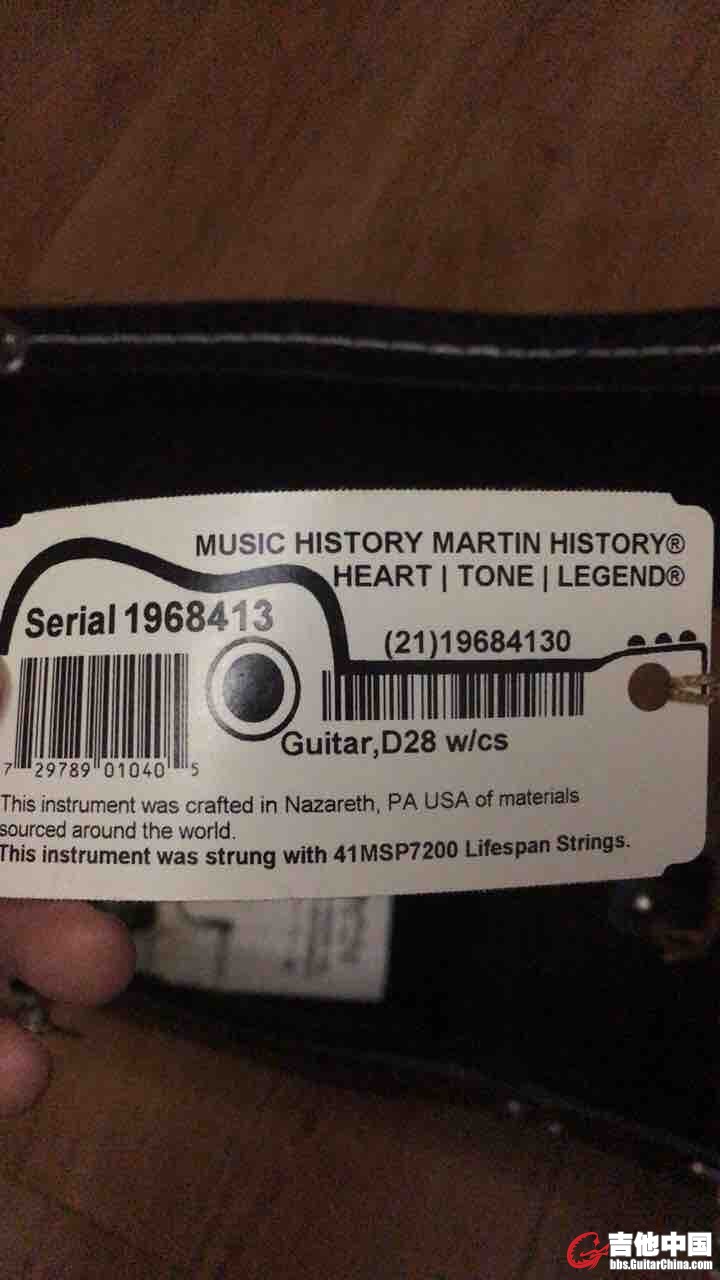 MUSIC HISTORY MARTIN HISTORY®
HEART | TONE | LEGEND®
Serial 1968413
(21)19684130
7 29789 01040 5
Guitar,D28 w/cs
This instrument was crafted in Nazareth, PA USA of materials
sourced around the world.
This instrument was strung with 41MSP7200 Lifespan Strings.
吉他中国
bbs.GuitarChina.com